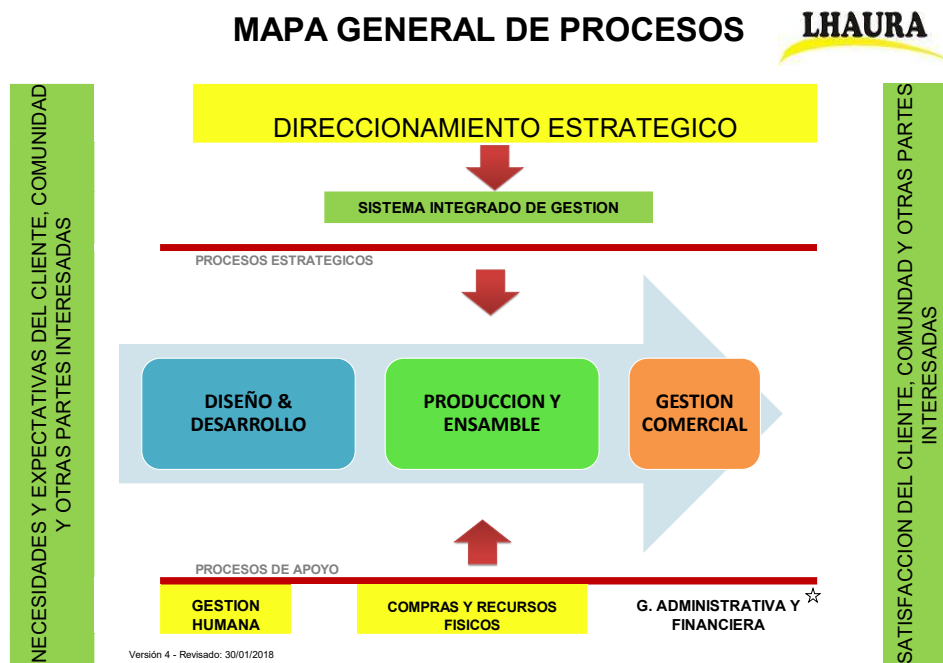 MAPA GENERAL DE PROCESOS
LHAURA
NECESIDADES Y EXPECTATIVAS DEL CLIENTE, COMUNIDAD
Y OTRAS PARTES INTERESADAS
DIRECCIONAMIENTO ESTRATEGICO
SISTEMA INTEGRADO DE GESTION
PROCESOS ESTRATEGICOS
DISEÑO &
DESARROLLO
PRODUCCION Y
ENSAMBLE
GESTION
COMERCIAL
PROCESOS DE APOYO
GESTION
HUMANA
COMPRAS Y RECURSOS
FISICOS
G. ADMINISTRATIVA Y
FINANCIERA
Versión 4 - Revisado: 30/01/2018
SATISFACCION DEL CLIENTE, COMUNDAD Y OTRAS PARTES
INTERESADAS